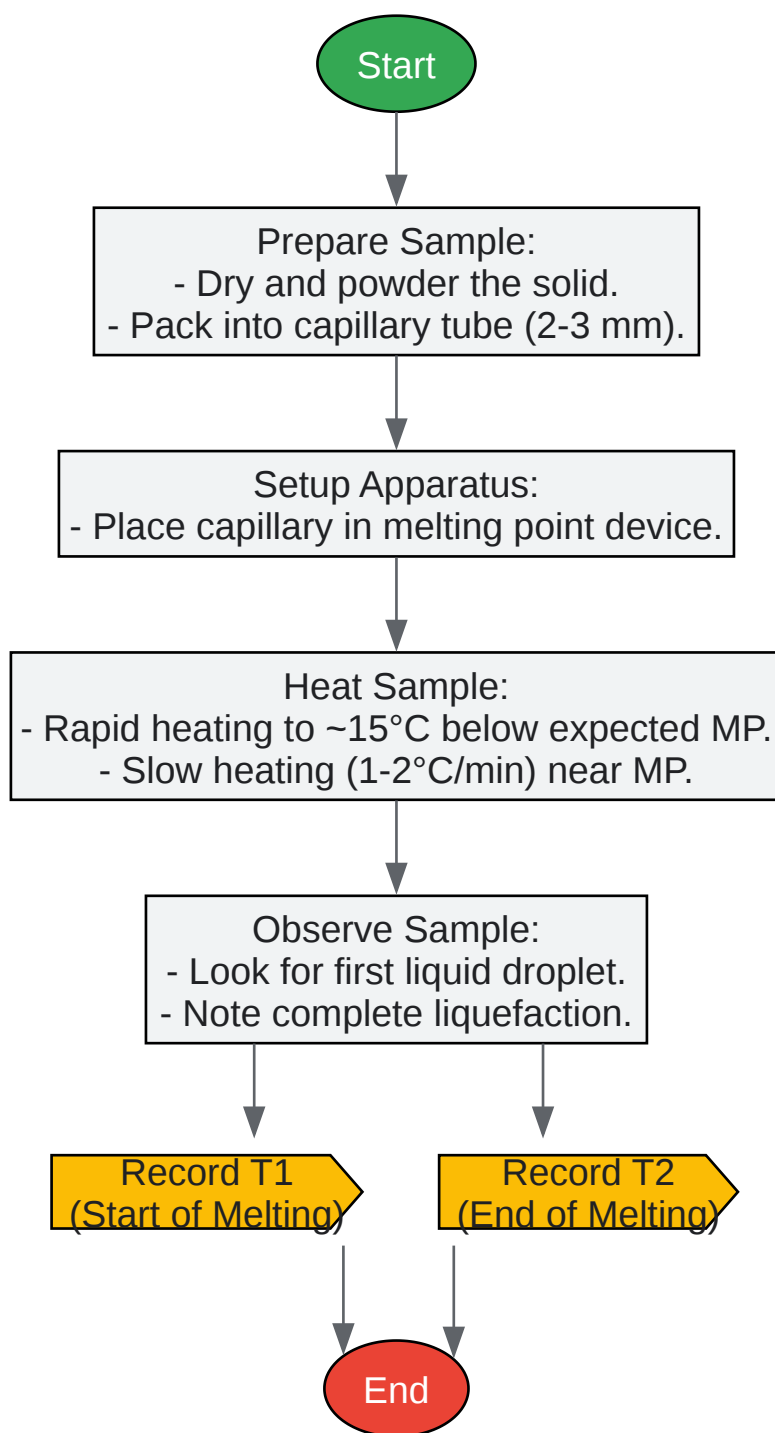 Start
Prepare Sample:
- Dry and powder the solid.
- Pack into capillary tube (2-3 mm).
Setup Apparatus:
- Place capillary in melting point device.
Heat Sample:
- Rapid heating to ~15°C below expected MP.
- Slow heating (1-2°C/min) near MP.
Observe Sample:
- Look for first liquid droplet.
- Note complete liquefaction.
Record T1
(Start of Melting)
Record T2
(End of Melting)
End